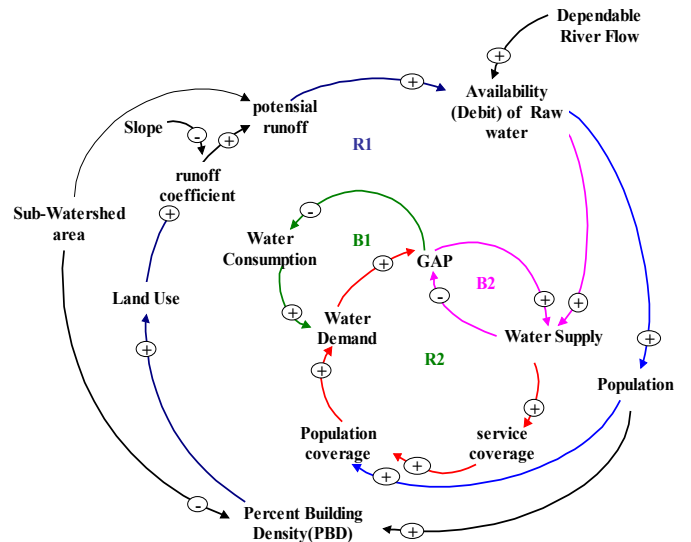 Dependable
River Flow
+
+
Availability
(Debit) of Raw
water
potensial
runoff
Slope
-
+
R1
runoff
coefficient
Sub-Watershed
area
+
-
Water
Consumption
B1
+
GAP
B2
-
+
+
Land Use
+
Water
Demand
Water Supply
R2
+
+
+
Population
+
Population
coverage
service
coverage
+
+
-
Percent Building
Density(PBD)
+